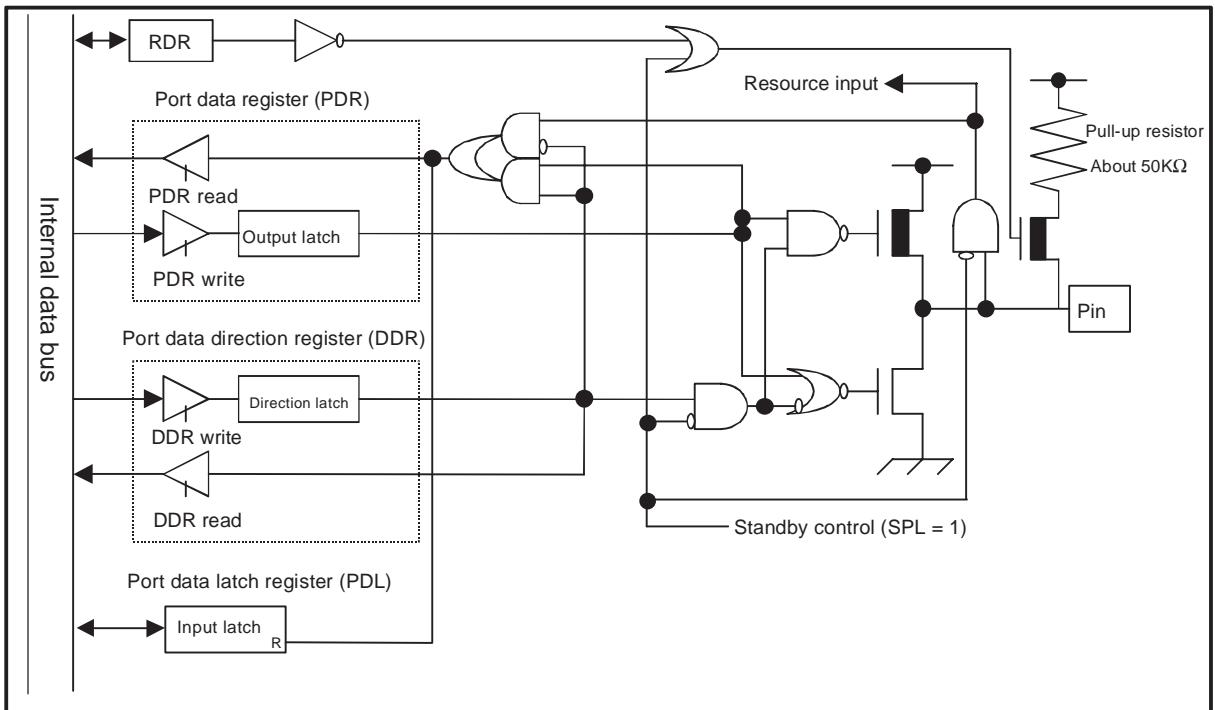 RDR
Resource input
Port data register (PDR)
Pull-up resistor
About 50KΩ
PDR read
Output latch
PDR write
Internal data bus
Pin
Port data direction register (DDR)
Direction latch
DDR write
DDR read
Standby control (SPL = 1)
Port data latch register (PDL)
Input latch
R